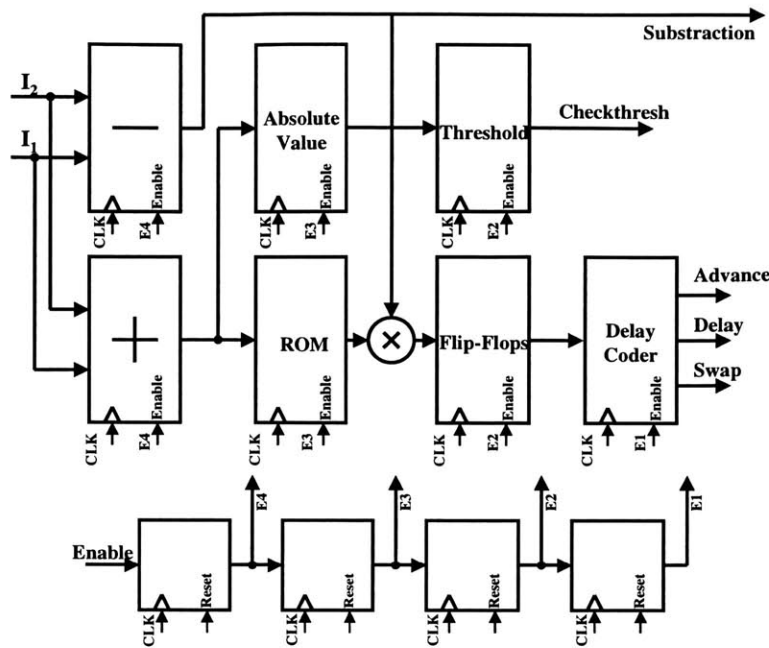 Substraction
I2
I1
Absolute
Value
Threshold
Checkthresh
Enable
Enable
Enable
CLK
E4
CLK
E3
CLK
E2
ROM
Flip-Flops
Delay
Coder
Advance
Delay
Swap
Enable
Enable
Enable
Enable
CLK
E4
CLK
E3
CLK
E2
CLK
E1
E4
E3
E2
E1
Enable
Reset
Reset
Reset
Reset
CLK
CLK
CLK
CLK